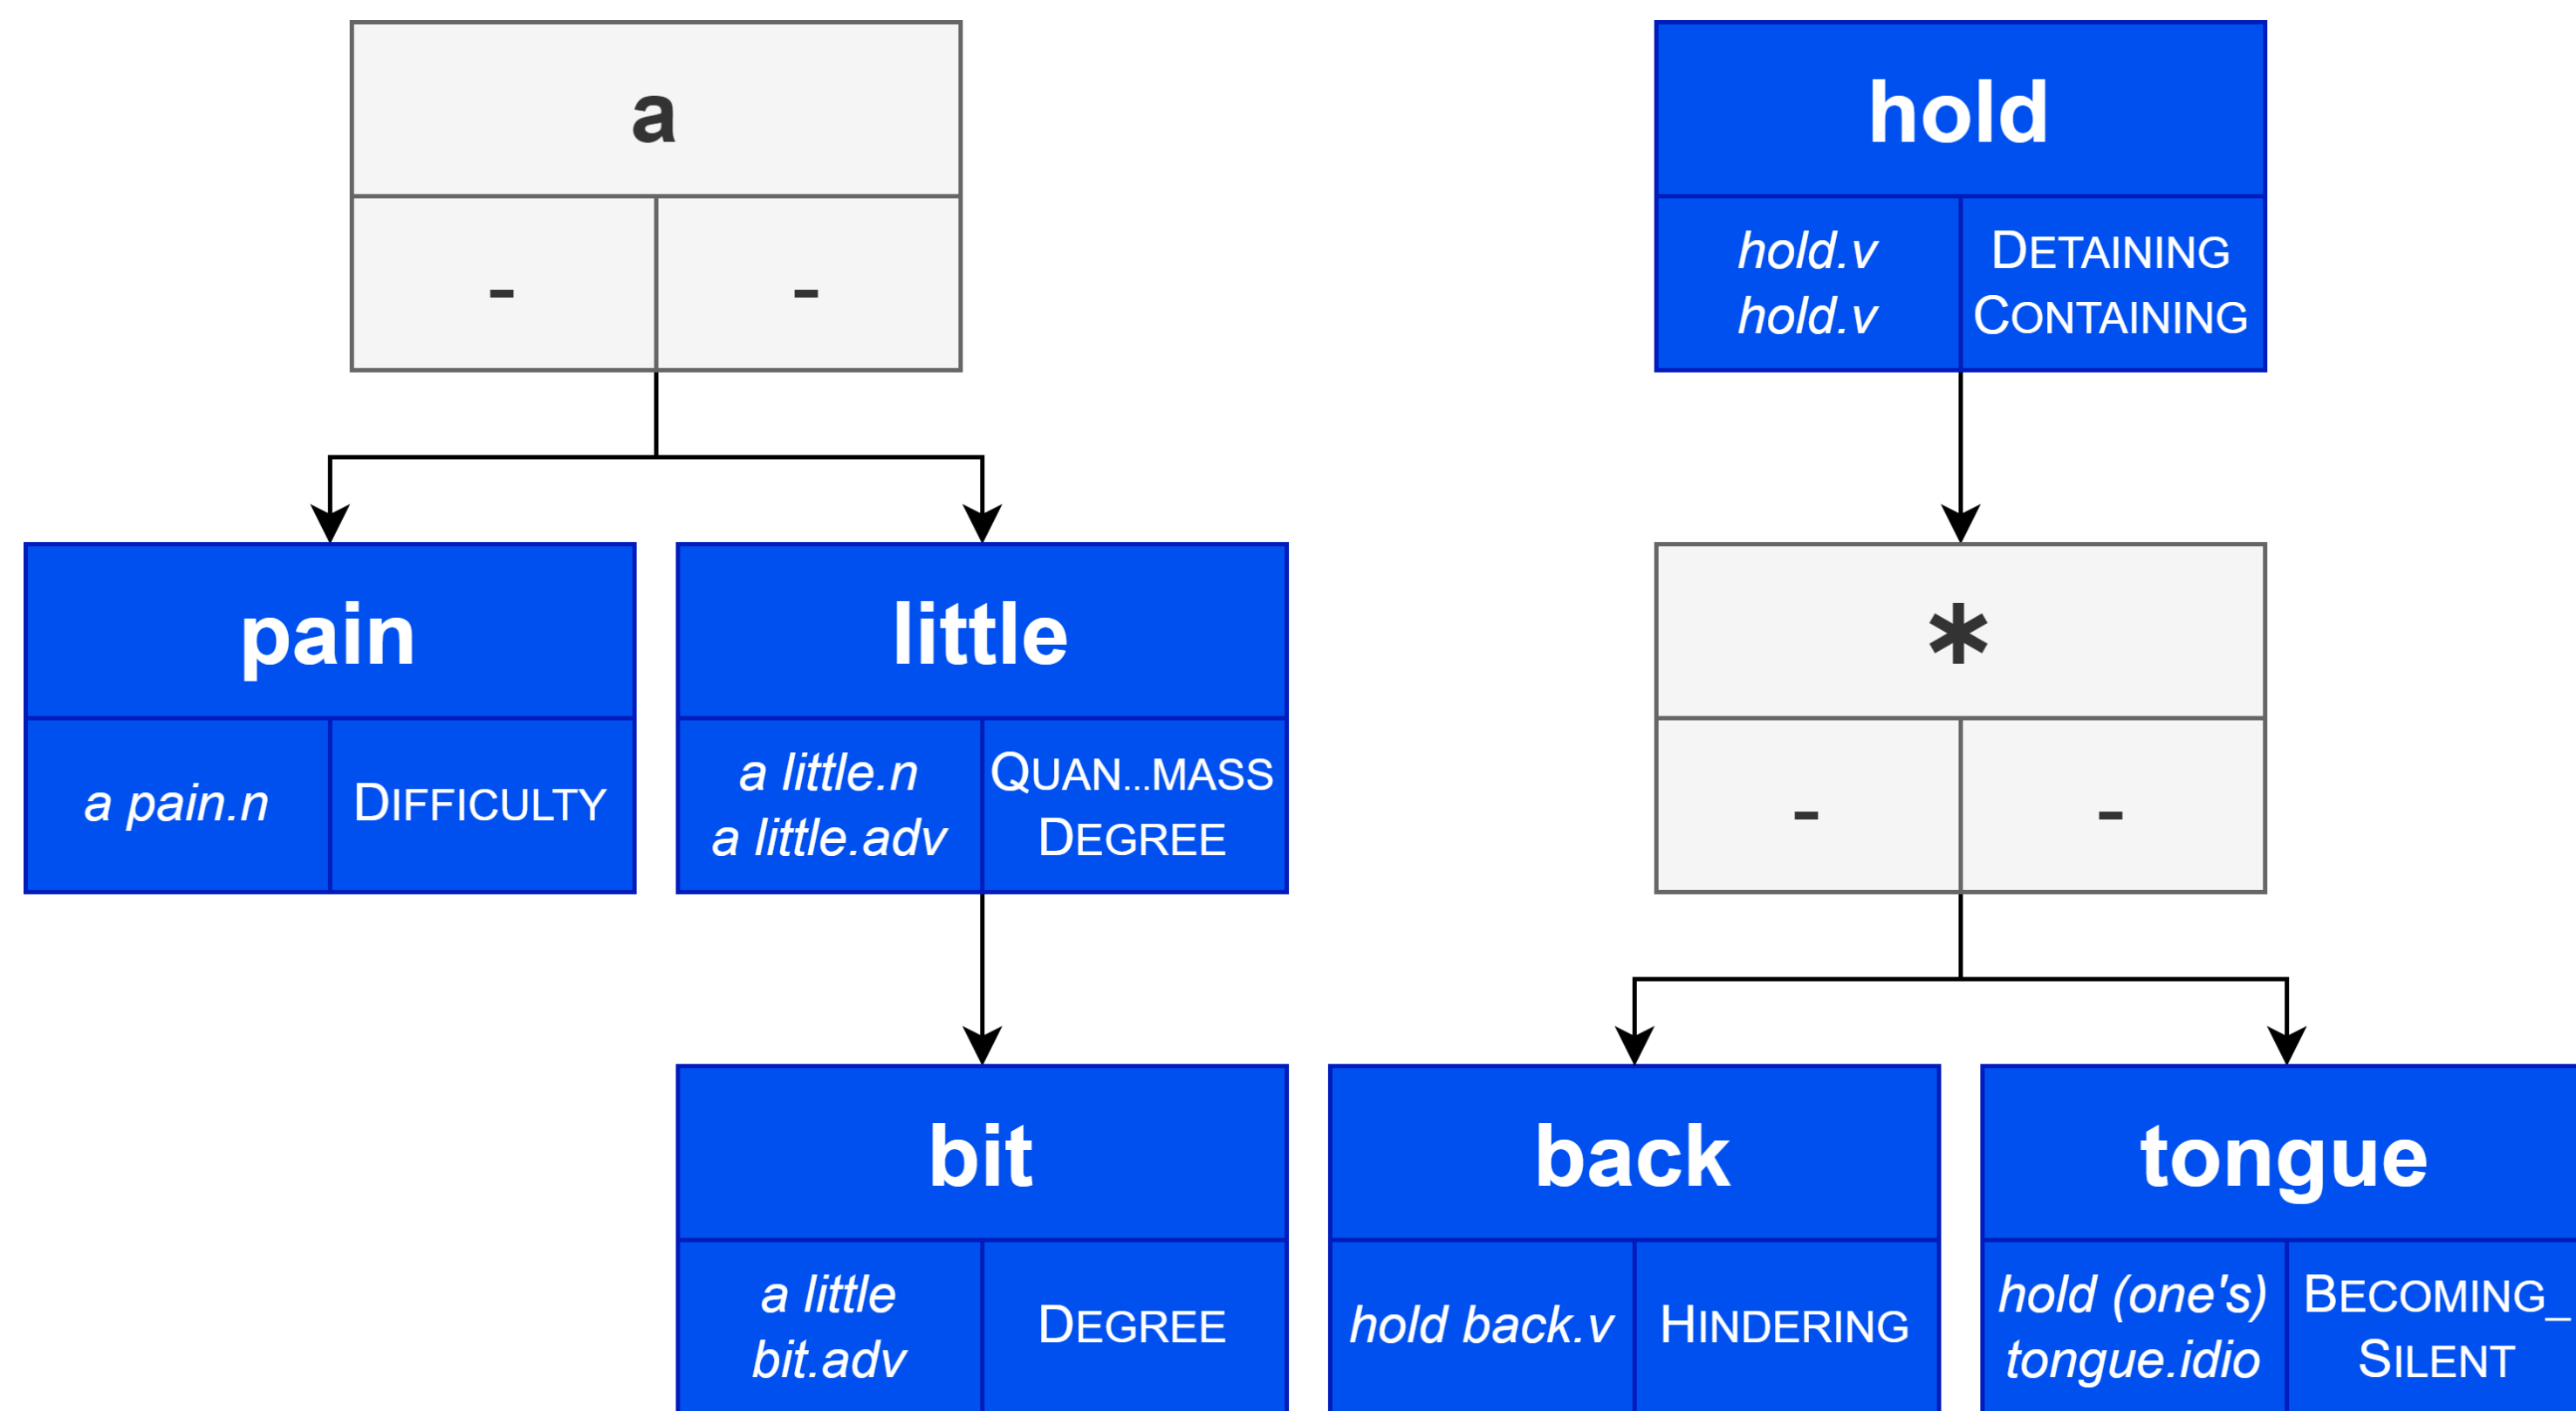 a
- -
hold
hold.v DETAINING
hold.v CONTAINING
pain
a pain.n DIFFICULTY
little
a little.n QUAN...MASS
a little.adv DEGREE
*
- -
bit
a little
bit.adv
DEGREE
back
hold back.v HINDERING
tongue
hold (one's)
tongue.idio
BECOMING_
SILENT